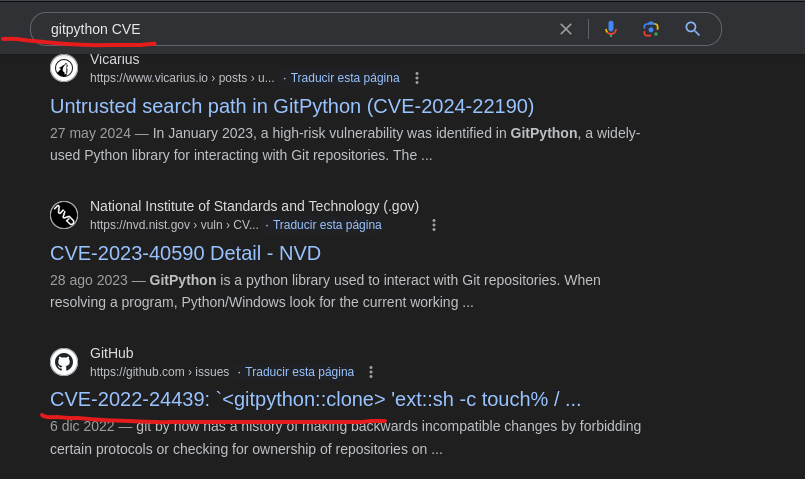 gitpython CVE
Vicarius
https://www.vicarius.io › posts › u... · Traducir esta página
Untrusted search path in GitPython (CVE-2024-22190)
27 may 2024 — In January 2023, a high-risk vulnerability was identified in GitPython, a widely-
used Python library for interacting with Git repositories. The ...
National Institute of Standards and Technology (.gov)
https://nvd.nist.gov › vuln › CV... · Traducir esta página
CVE-2023-40590 Detail - NVD
28 ago 2023 — GitPython is a python library used to interact with Git repositories. When
resolving a program, Python/Windows look for the current working ...
GitHub
https://github.com › issues · Traducir esta página
CVE-2022-24439: `<gitpython::clone> 'ext::sh -c touch% / ...
6 dic 2022 — git by now has a history of making backwards incompatible changes by forbidding
certain protocols or checking for ownership of repositories on ...